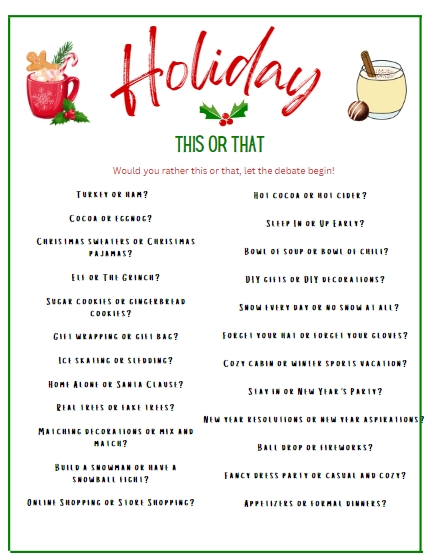 Holiday
THIS OR THAT
Would you rather this or that, let the debate begin!
Turkey or ham?
Cocoa or eggnog?
Christmas sweaters or Christmas
pajamas?
Elf or The Grinch?
Sugar cookies or gingerbread
cookies?
Gift wrapping or gift bag?
Ice skating or sledding?
Home Alone or Santa Clause?
Real trees or fake trees?
Matching decorations or mix and
match?
Build a snowman or have a
snowball fight?
Online Shopping or Store Shopping?
Hot cocoa or hot cider?
Sleep In or Up Early?
Bowl of soup or bowl of chili?
DIY gifts or DIY decorations?
Snow every day or no snow at all?
Forget your hat or forget your gloves?
Cozy cabin or winter sports vacation?
Stay in or New Year's Party?
New year resolutions or new year aspirations?
Ball drop or fireworks?
Fancy dress party or casual and cozy?
Appetizers or formal dinners?